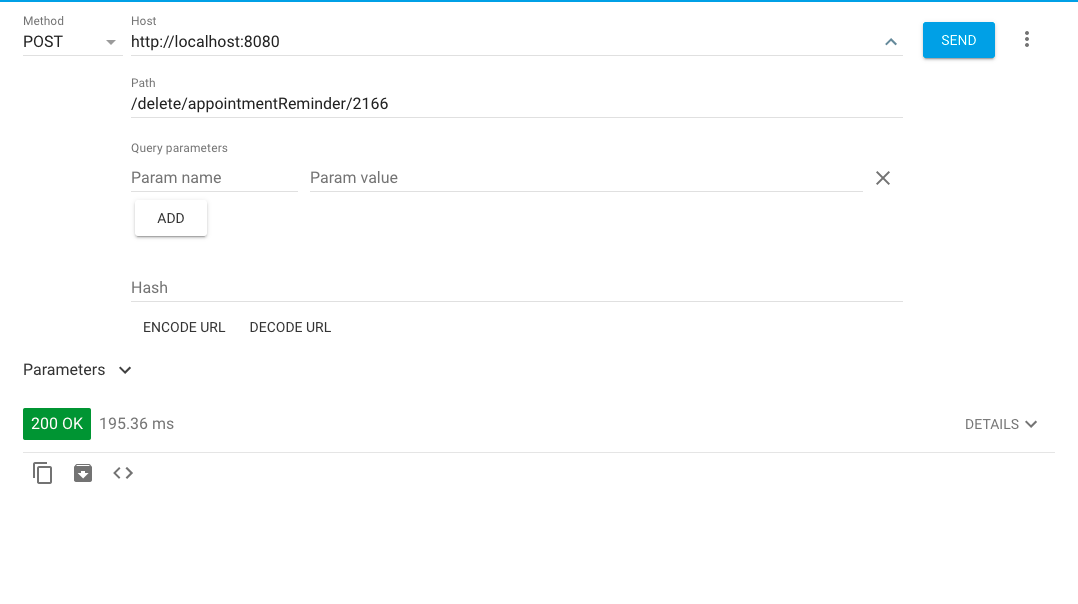 Method
Host
POST
http://localhost:8080
SEND
Path
/delete/appointmentReminder/2166
Query parameters
Param name
Param value
ADD
Hash
ENCODE URL
DECODE URL
Parameters
200 OK
195.36 ms
DETAILS